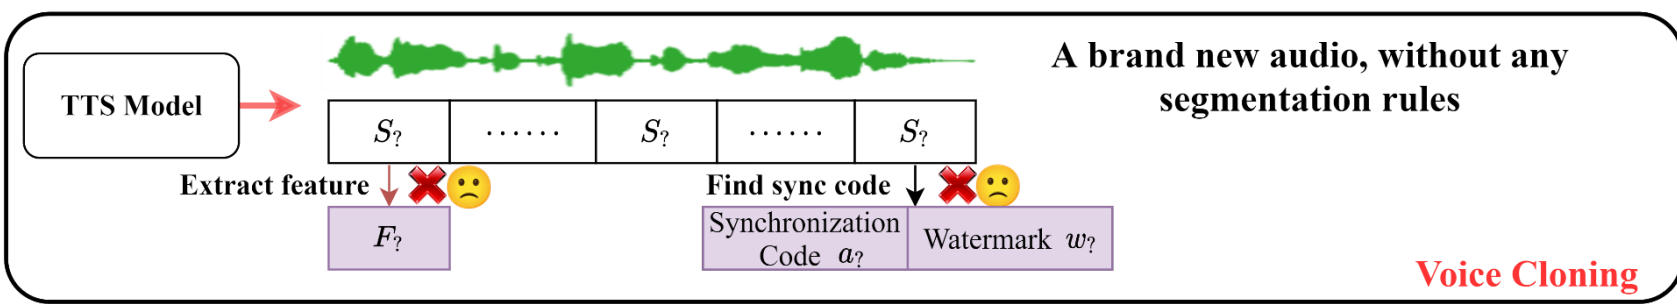 A brand new audio, without any
segmentation rules
TTS Model
S? ...... S? ...... S?
Extract feature
Find sync code
F?
Synchronization
Code a?
Watermark w?
Voice Cloning